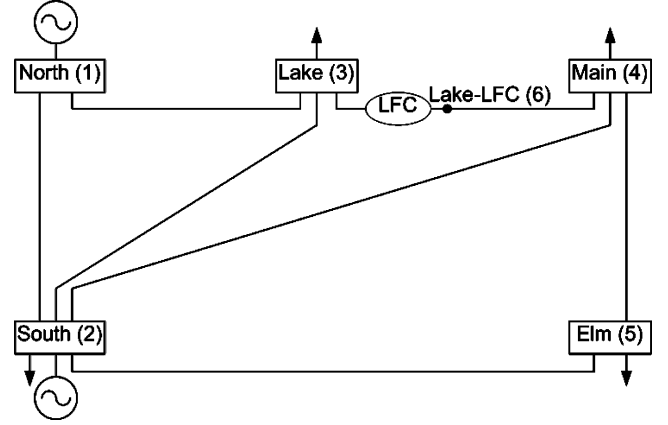 North (1)
Lake (3)
Main (4)
LFC
Lake-LFC (6)
South (2)
Elm (5)